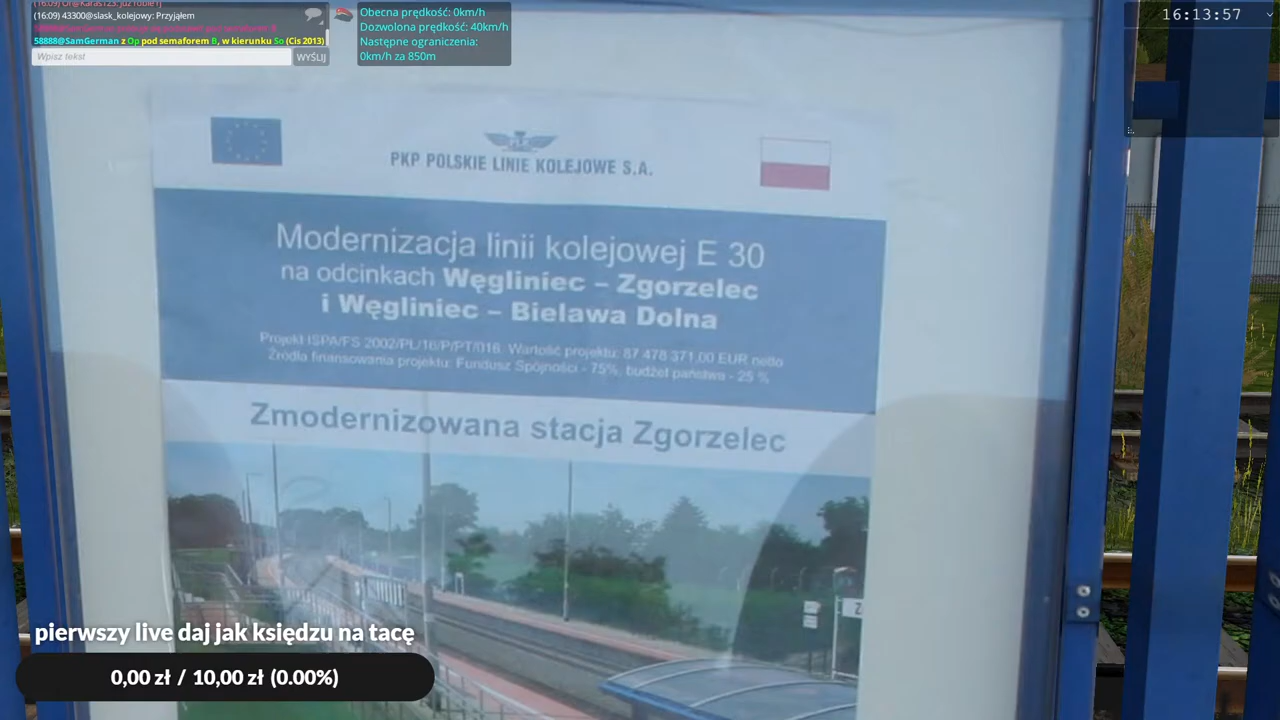 (16:09) 43300@slask_kolejowy: Przyjąłem
58888@SamGerman z Op pod semaforem B, w kierunku So (Cis 2013)
Wpisz tekst
WYŚLIJ
Obecna prędkość: 0km/h
Dozwolona prędkość: 40km/h
Następne ograniczenia:
0km/h za 850m
16:13:57
PKP POLSKIE LINIE KOLEJOWE S.A.
Modernizacja linii kolejowej E 30
na odcinkach Węgliniec – Zgorzelec
i Węgliniec – Bielawa Dolna
Projekt ISPA/FS 2002/PL/16/P/PT/016. Wartość projektu: 87 478 371,00 EUR netto
Źródła finansowania projektu: Fundusz Spójności - 75%, budżet państwa - 25 %
Zmodernizowana stacja Zgorzelec
pierwszy live daj jak księdzu na tacę
0,00 zł / 10,00 zł (0.00%)